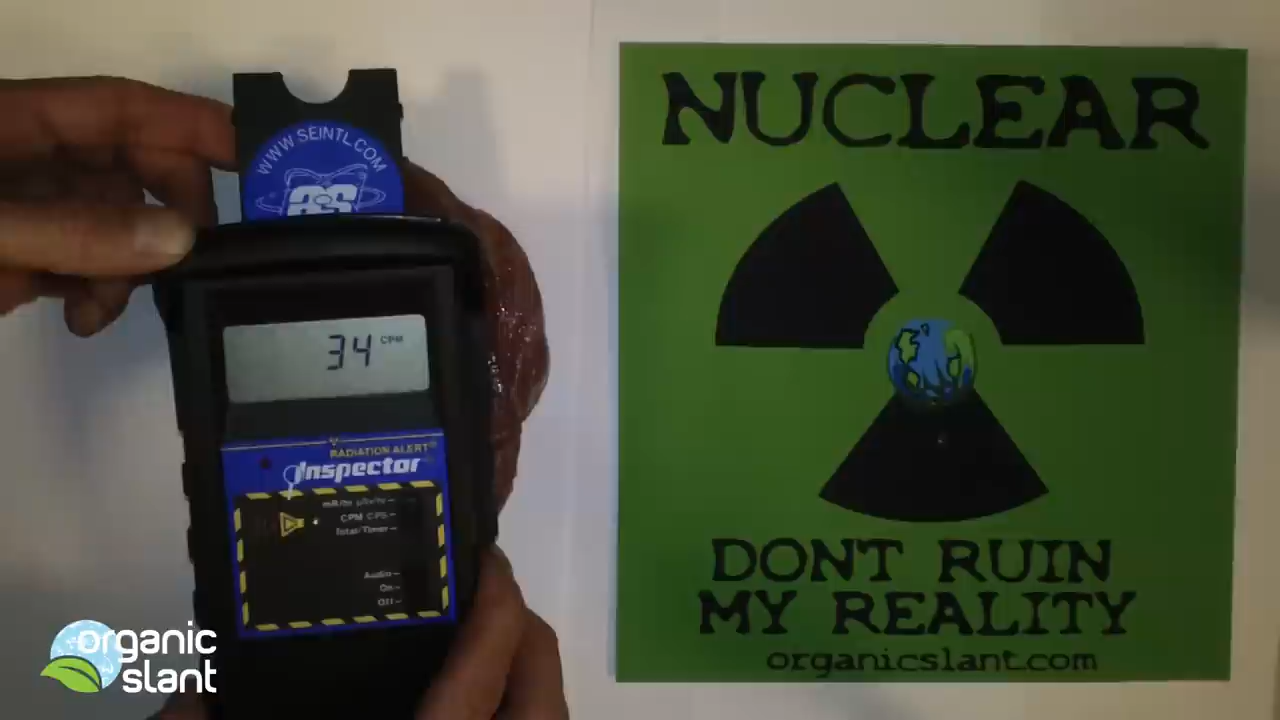 WWW.SEINTL.COM
34 CPM
RADIATION ALERT®
Inspector
mR/hr µSv/hr
CPM CPS
Total/Timer
Audio
On
Off
NUCLEAR
DONT RUIN
MY REALITY
organicslant.com
organic
slant